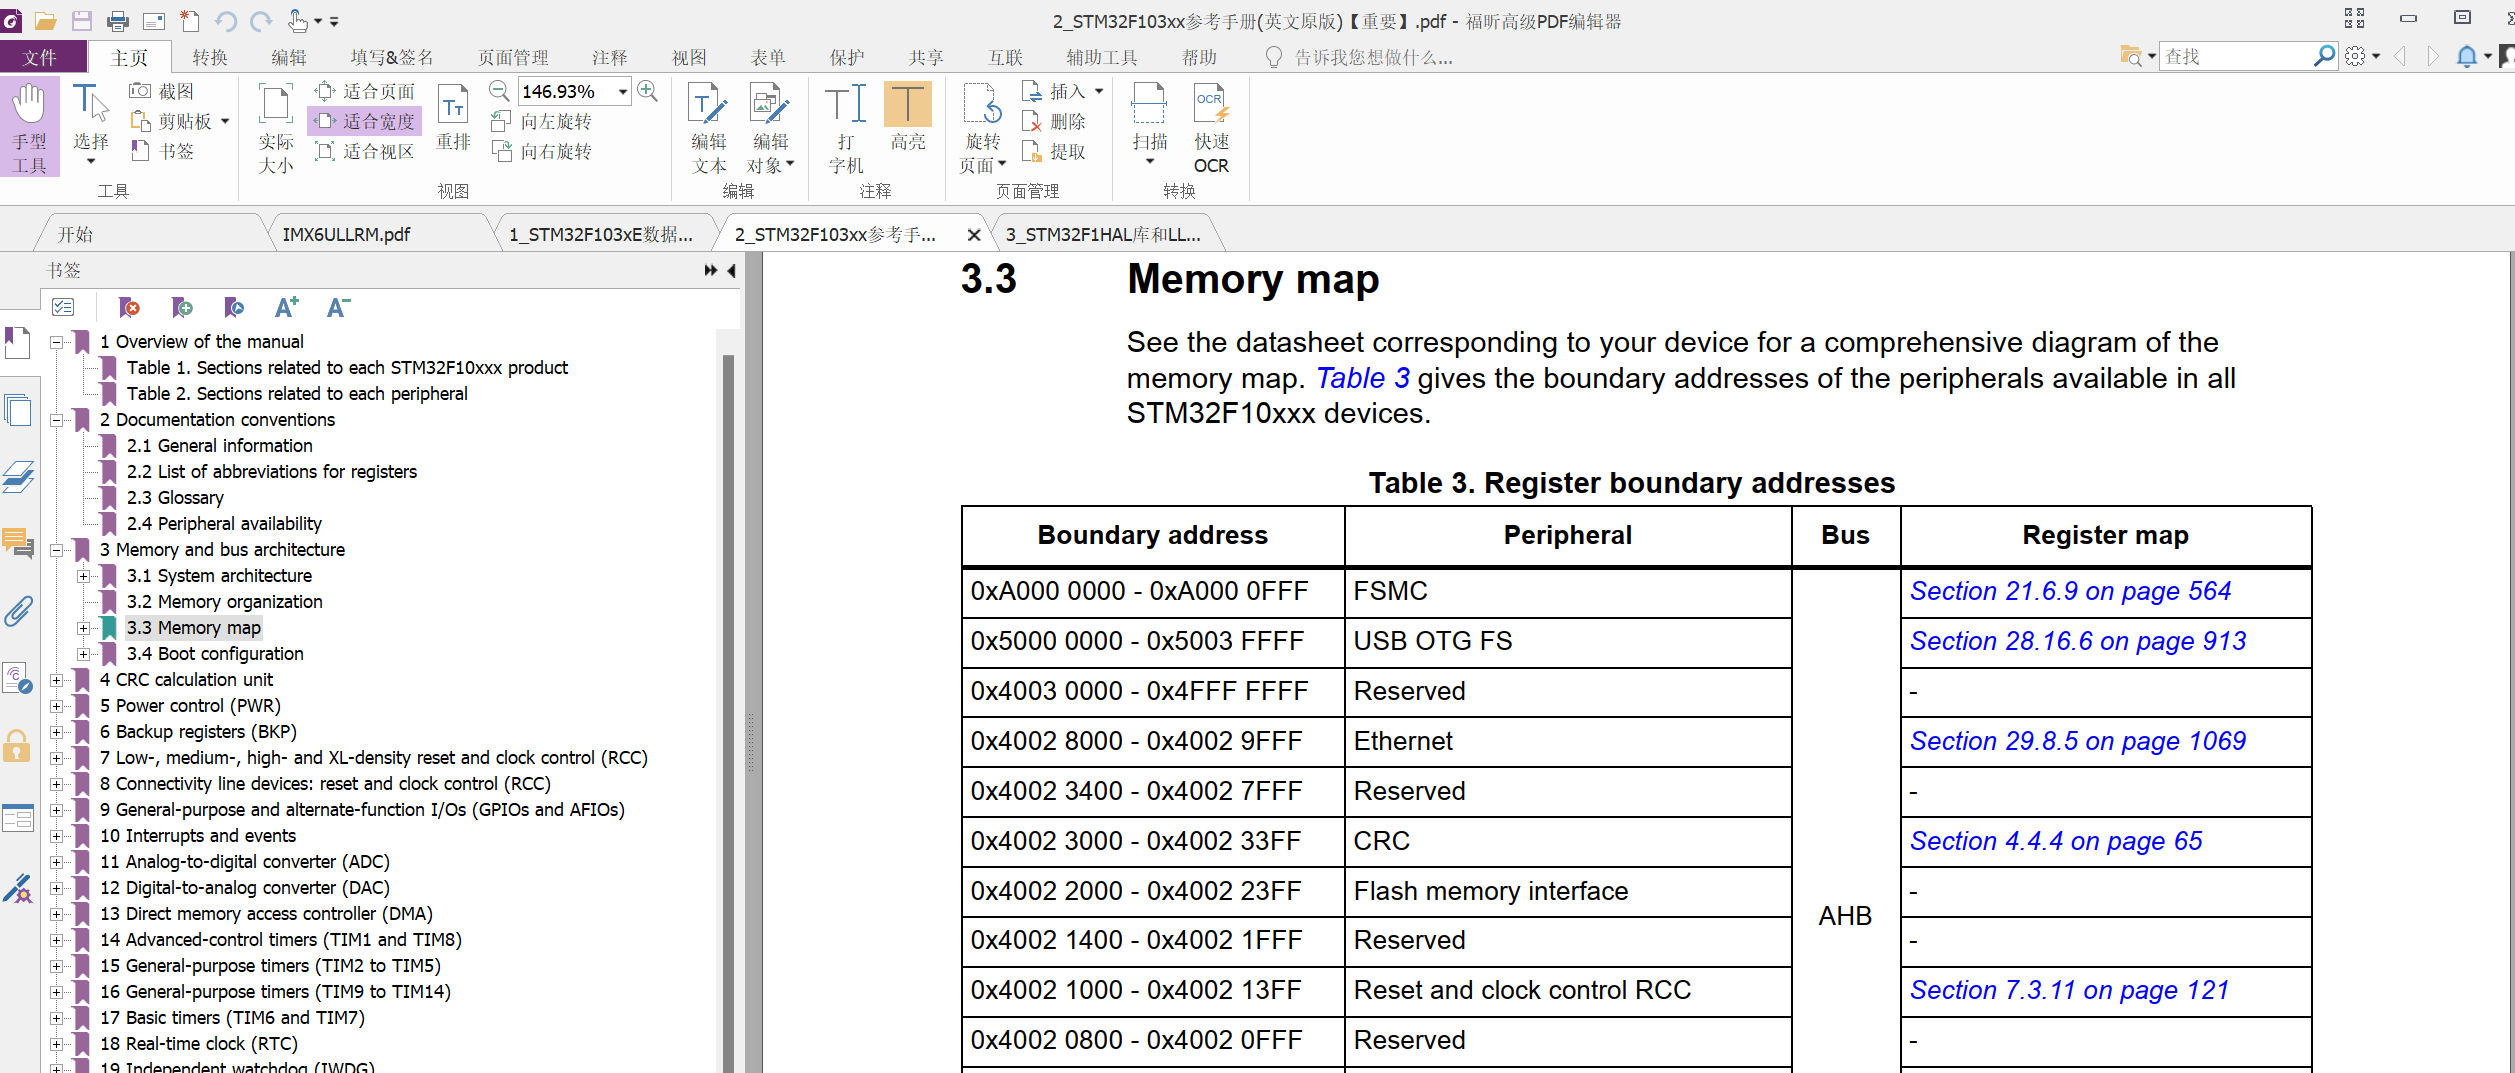 2_STM32F103xx参考手册(英文原版)【重要】.pdf - 福昕高级PDF编辑器
文件 主页 转换 编辑 填写&签名 页面管理 注释 视图 表单 保护 共享 互联 辅助工具 帮助 告诉我您想做什么... 查找
手型工具 选择 截图 剪贴板 书签 实际大小 适合页面 适合宽度 适合视区 重排 146.93% 向左旋转 向右旋转 编辑文本 编辑对象 打字机 高亮 旋转页面 插入 删除 提取 扫描 快速OCR
工具 视图 编辑 注释 页面管理 转换
开始 IMX6ULLRM.pdf 1_STM32F103xE数据... 2_STM32F103xx参考手... 3_STM32F1HAL库和LL...
书签
1 Overview of the manual
Table 1. Sections related to each STM32F10xxx product
Table 2. Sections related to each peripheral
2 Documentation conventions
2.1 General information
2.2 List of abbreviations for registers
2.3 Glossary
2.4 Peripheral availability
3 Memory and bus architecture
3.1 System architecture
3.2 Memory organization
3.3 Memory map
3.4 Boot configuration
4 CRC calculation unit
5 Power control (PWR)
6 Backup registers (BKP)
7 Low-, medium-, high- and XL-density reset and clock control (RCC)
8 Connectivity line devices: reset and clock control (RCC)
9 General-purpose and alternate-function I/Os (GPIOs and AFIOs)
10 Interrupts and events
11 Analog-to-digital converter (ADC)
12 Digital-to-analog converter (DAC)
13 Direct memory access controller (DMA)
14 Advanced-control timers (TIM1 and TIM8)
15 General-purpose timers (TIM2 to TIM5)
16 General-purpose timers (TIM9 to TIM14)
17 Basic timers (TIM6 and TIM7)
18 Real-time clock (RTC)
19 Independent watchdog (IWDG)
3.3 Memory map
See the datasheet corresponding to your device for a comprehensive diagram of the
memory map. Table 3 gives the boundary addresses of the peripherals available in all
STM32F10xxx devices.
Table 3. Register boundary addresses
Boundary address Peripheral Bus Register map
0xA000 0000 - 0xA000 0FFF FSMC Section 21.6.9 on page 564
0x5000 0000 - 0x5003 FFFF USB OTG FS Section 28.16.6 on page 913
0x4003 0000 - 0x4FFF FFFF Reserved -
0x4002 8000 - 0x4002 9FFF Ethernet Section 29.8.5 on page 1069
0x4002 3400 - 0x4002 7FFF Reserved -
0x4002 3000 - 0x4002 33FF CRC Section 4.4.4 on page 65
0x4002 2000 - 0x4002 23FF Flash memory interface -
AHB
0x4002 1400 - 0x4002 1FFF Reserved -
0x4002 1000 - 0x4002 13FF Reset and clock control RCC Section 7.3.11 on page 121
0x4002 0800 - 0x4002 0FFF Reserved -